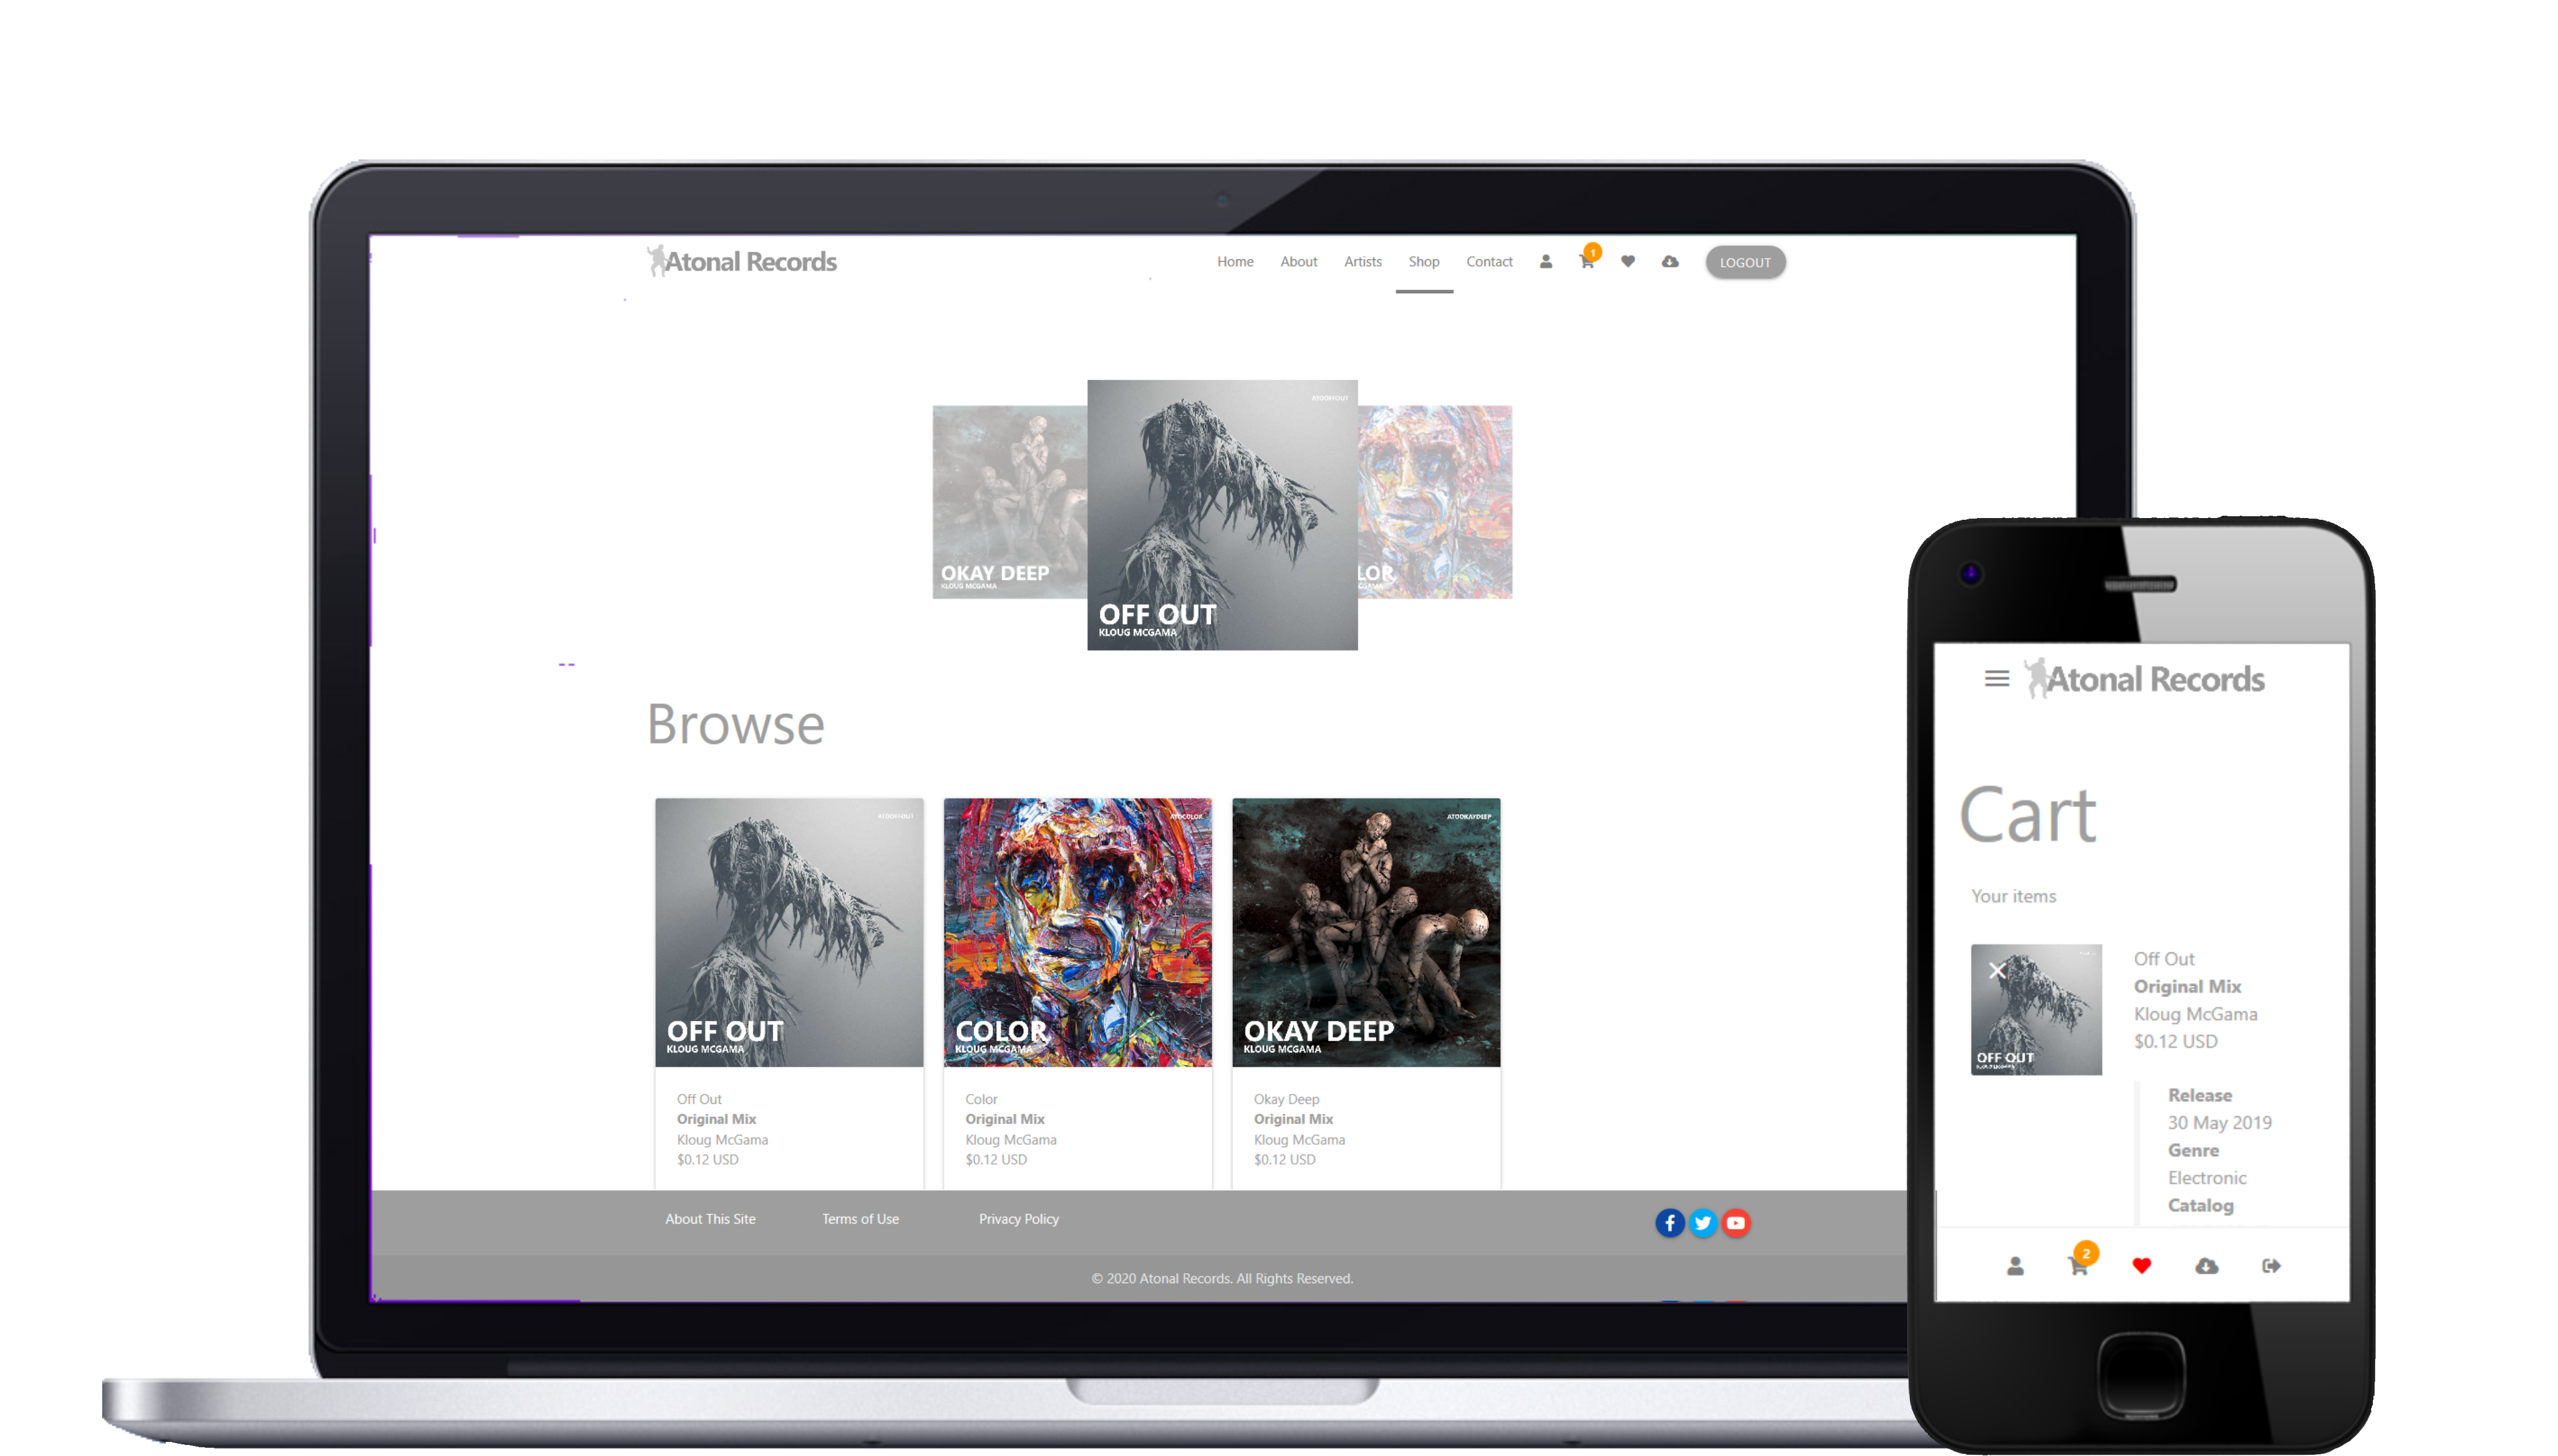 Atonal Records
Home About Artists Shop Contact 1 LOGOUT
ATOOFFOUT
OKAY DEEP
KLOUG MCGAMA
OFF OUT
KLOUG MCGAMA
LOR
Browse
ATOOFFOUT
OFF OUT
KLOUG MCGAMA
Off Out
Original Mix
Kloug McGama
$0.12 USD
ATOCOLOR
COLOR
KLOUG MCGAMA
Color
Original Mix
Kloug McGama
$0.12 USD
ATOOKAYDEEP
OKAY DEEP
KLOUG MCGAMA
Okay Deep
Original Mix
Kloug McGama
$0.12 USD
About This Site Terms of Use Privacy Policy
© 2020 Atonal Records. All Rights Reserved.
Atonal Records
Cart
Your items
OFF OUT
Off Out
Original Mix
Kloug McGama
$0.12 USD
Release
30 May 2019
Genre
Electronic
Catalog
2